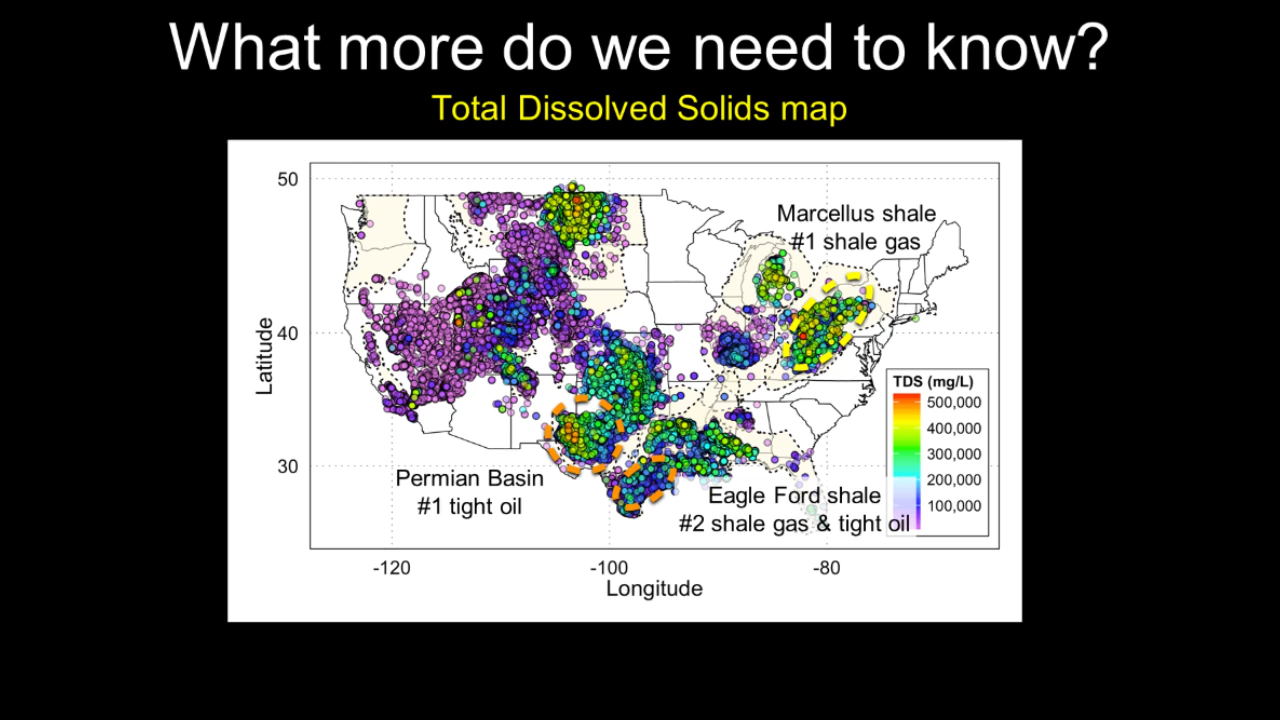 What more do we need to know?
Total Dissolved Solids map
50
40
30
Latitude
Marcellus shale
#1 shale gas
Permian Basin
#1 tight oil
Eagle Ford shale
#2 shale gas & tight oil
TDS (mg/L)
500,000
400,000
300,000
200,000
100,000
-120
-100
-80
Longitude